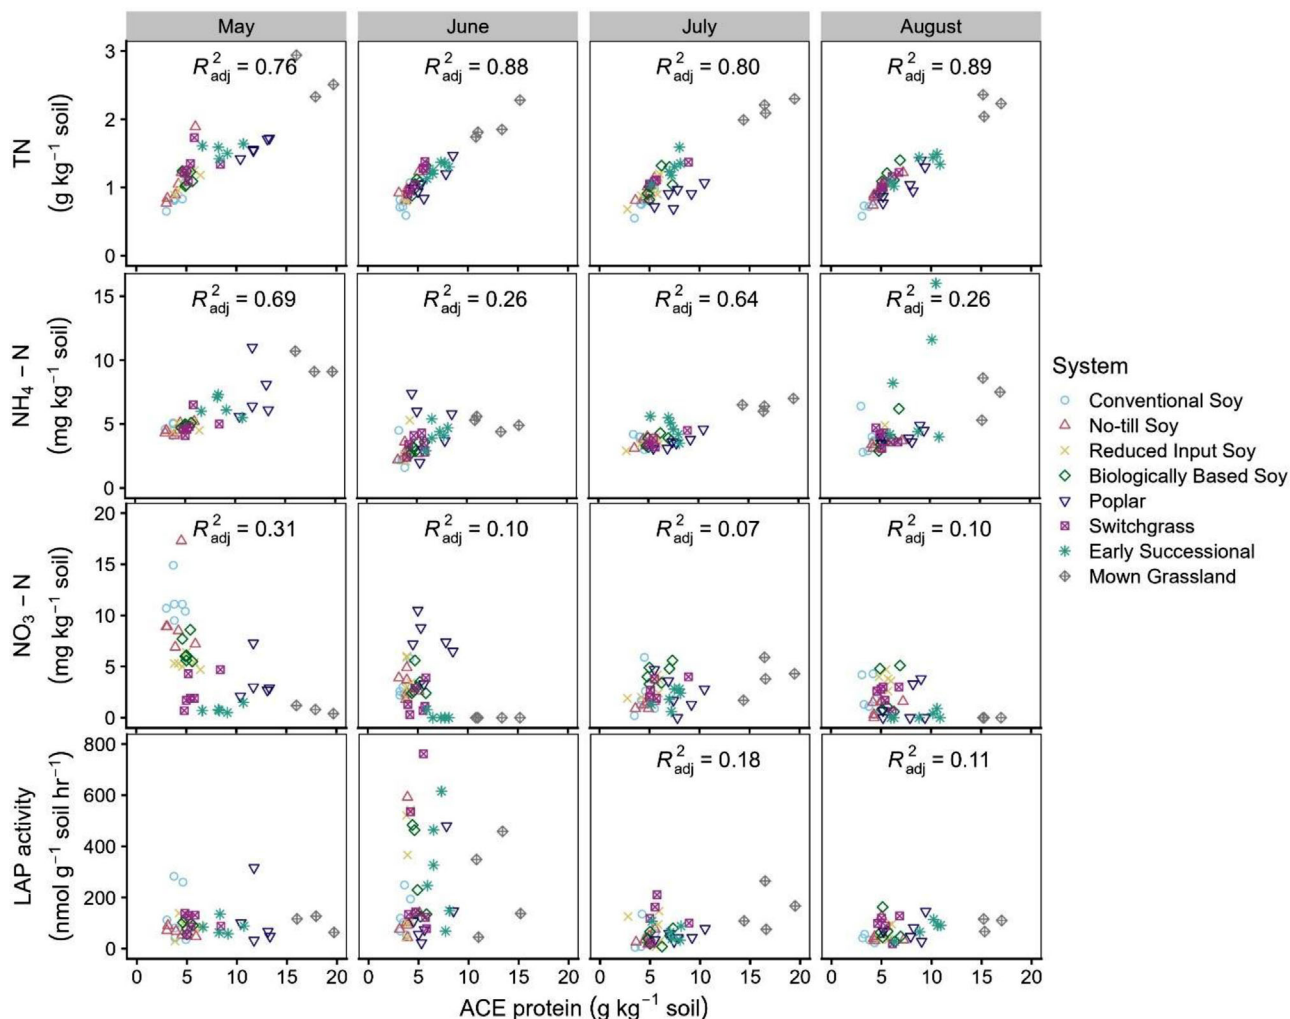 May June July August
TN
(g kg⁻¹ soil)
3
2
1
0
R²adj = 0.76
R²adj = 0.88
R²adj = 0.80
R²adj = 0.89
NH₄ − N
(mg kg⁻¹ soil)
15
10
5
0
R²adj = 0.69
R²adj = 0.26
R²adj = 0.64
R²adj = 0.26
NO₃ − N
(mg kg⁻¹ soil)
20
15
10
5
0
R²adj = 0.31
R²adj = 0.10
R²adj = 0.07
R²adj = 0.10
LAP activity
(nmol g⁻¹ soil hr⁻¹)
800
600
400
200
0
R²adj = 0.18
R²adj = 0.11
0 5 10 15 20 0 5 10 15 20 0 5 10 15 20 0 5 10 15 20
ACE protein (g kg⁻¹ soil)
System
Conventional Soy
No-till Soy
Reduced Input Soy
Biologically Based Soy
Poplar
Switchgrass
Early Successional
Mown Grassland